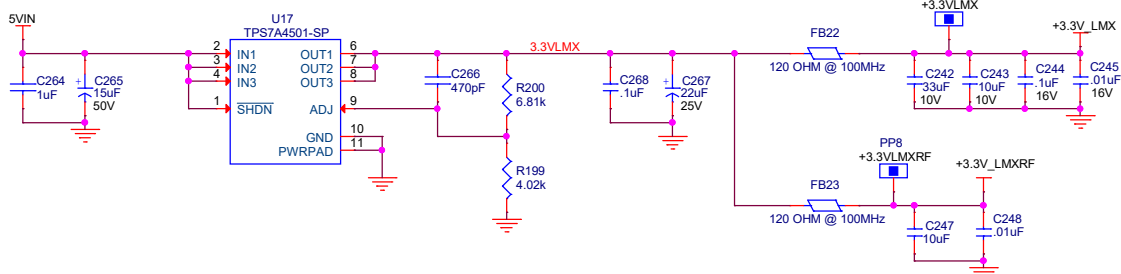 5VIN
U17
TPS7A4501-SP
2 IN1 OUT1 6
3 IN2 OUT2 7
4 IN3 OUT3 8
1 SHDN ADJ 9
GND 10
PWRPAD 11
C264
1uF
+ C265
15uF
50V
C266
470pF
R200
6.81k
R199
4.02k
3.3VLMX
C268
.1uF
+ C267
22uF
25V
FB22
120 OHM @ 100MHz
+3.3VLMX
+3.3V_LMX
C242
33uF
10V
C243
10uF
10V
C244
.1uF
16V
C245
.01uF
16V
PP8
+3.3VLMXRF
+3.3V_LMXRF
FB23
120 OHM @ 100MHz
C247
10uF
C248
.01uF